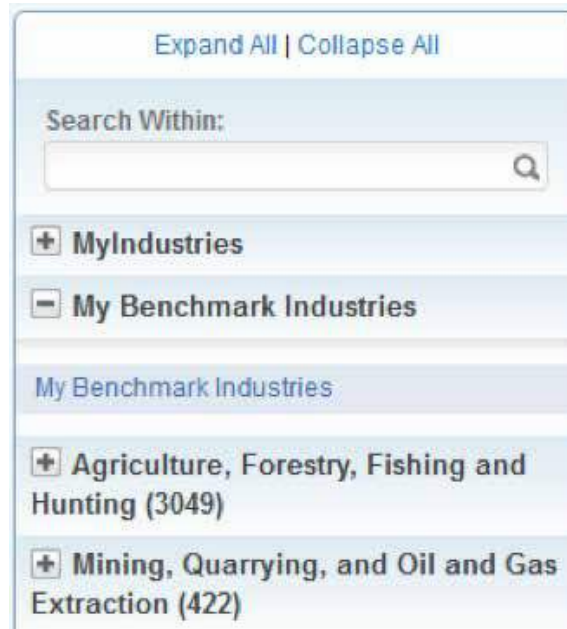 Expand All | Collapse All
Search Within:
MyIndustries
My Benchmark Industries
My Benchmark Industries
Agriculture, Forestry, Fishing and
Hunting (3049)
Mining, Quarrying, and Oil and Gas
Extraction (422)